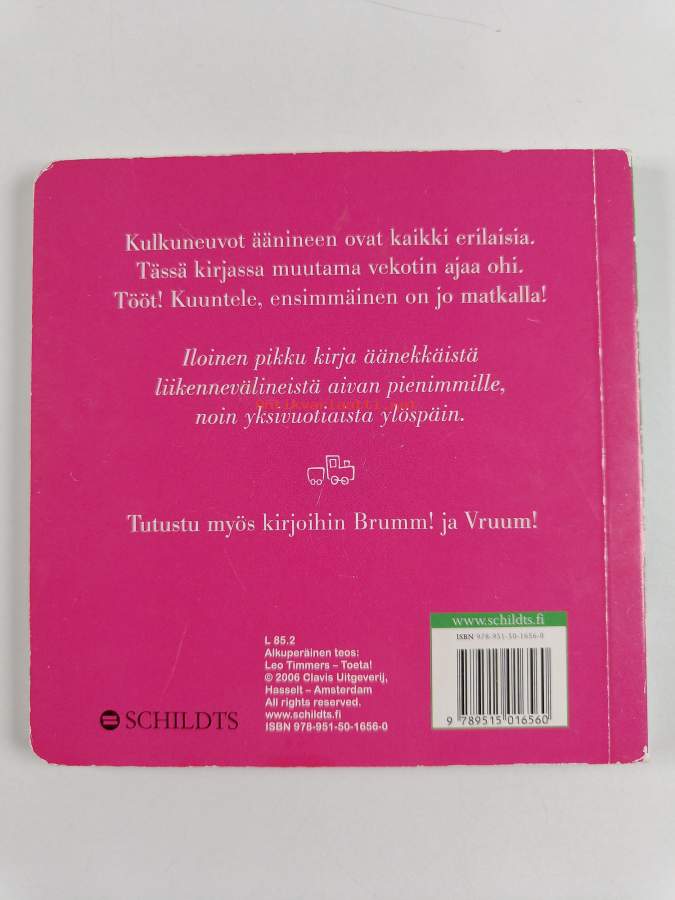 Kulkuneuvot äänineen ovat kaikki erilaisia.
Tässä kirjassa muutama vekotin ajaa ohi.
Tööt! Kuuntele, ensimmäinen on jo matkalla!
Iloinen pikku kirja äänekkäistä
liikennevälineistä aivan pienimmille,
Antikvariaatti.net
noin yksivuotiaista ylöspäin.
Tutustu myös kirjoihin Brumm! ja Vruum!
L 85.2
Alkuperäinen teos:
Leo Timmers – Toeta!
© 2006 Clavis Uitgeverij,
Hasselt – Amsterdam
All rights reserved.
www.schildts.fi
ISBN 978-951-50-1656-0
SCHILDTS
www.schildts.fi
ISBN 978-951-50-1656-0
9 789515 016560